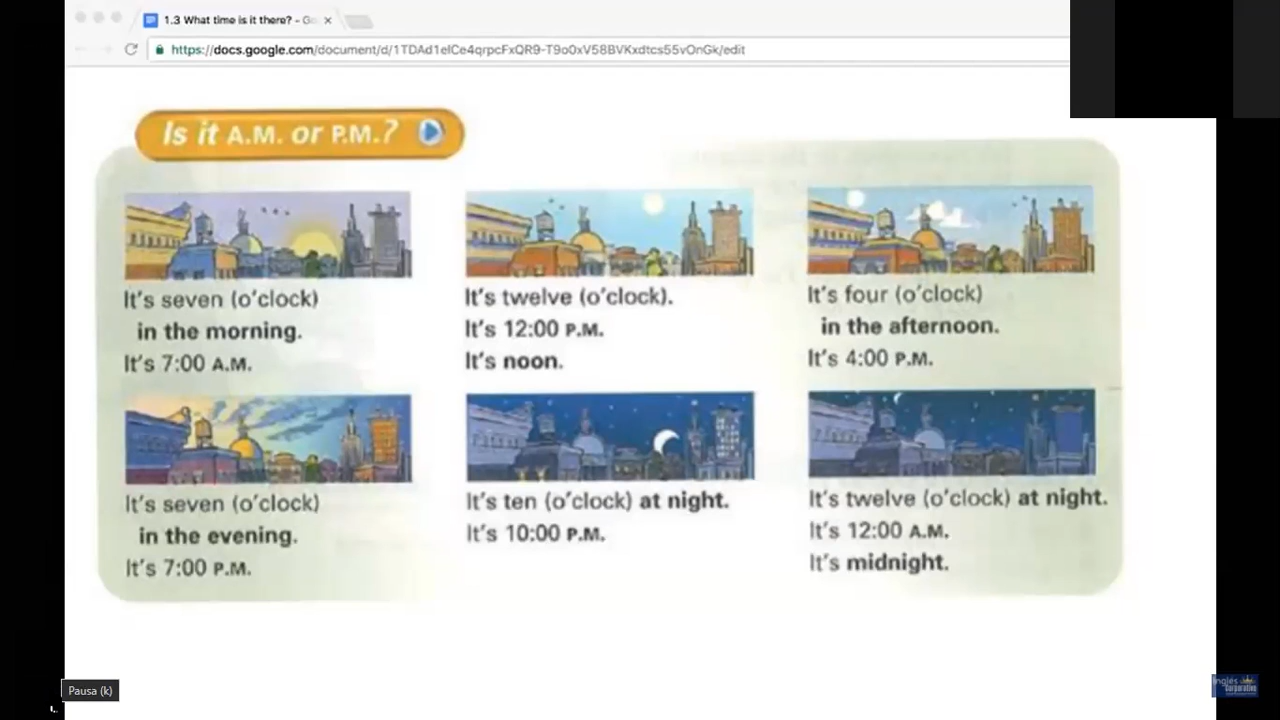 1.3 What time is it there? - Go
https://docs.google.com/document/d/1TDAd1elCe4qrpcFxQR9-T9o0xV58BVKxdtcs55vOnGk/edit
Is it A.M. or P.M.?
It's seven (o'clock)
in the morning.
It's 7:00 A.M.
It's twelve (o'clock).
It's 12:00 P.M.
It's noon.
It's four (o'clock)
in the afternoon.
It's 4:00 P.M.
It's seven (o'clock)
in the evening.
It's 7:00 P.M.
It's ten (o'clock) at night.
It's 10:00 P.M.
It's twelve (o'clock) at night.
It's 12:00 A.M.
It's midnight.
Pausa (k)
Inglés
Corporativo